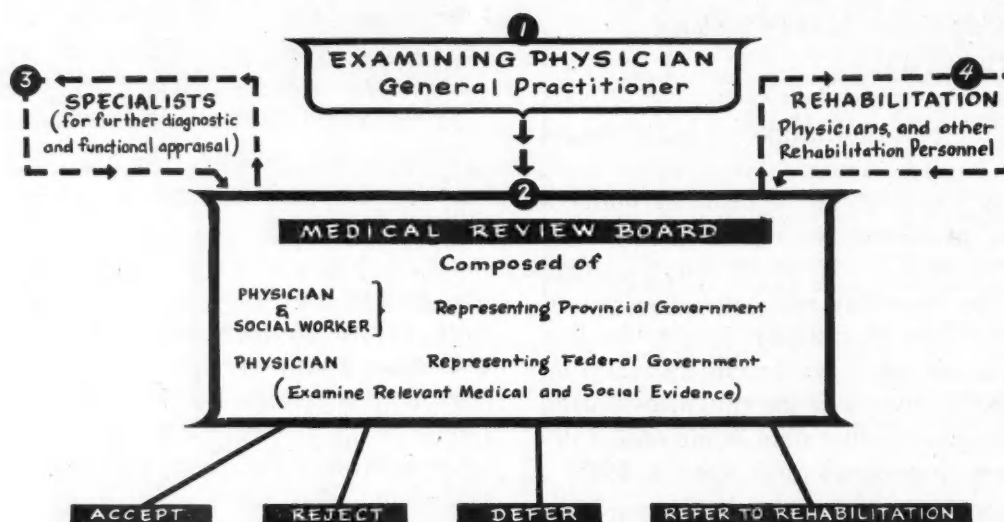 1
EXAMINING PHYSICIAN
General Practitioner
3
SPECIALISTS
(for further diagnostic
and functional appraisal)
4
REHABILITATION
Physicians, and other
Rehabilitation Personnel
2
MEDICAL REVIEW BOARD
Composed of
PHYSICIAN
&
SOCIAL WORKER } Representing Provincial Government
PHYSICIAN Representing Federal Government
(Examine Relevant Medical and Social Evidence)
ACCEPT REJECT DEFER REFER TO REHABILITATION